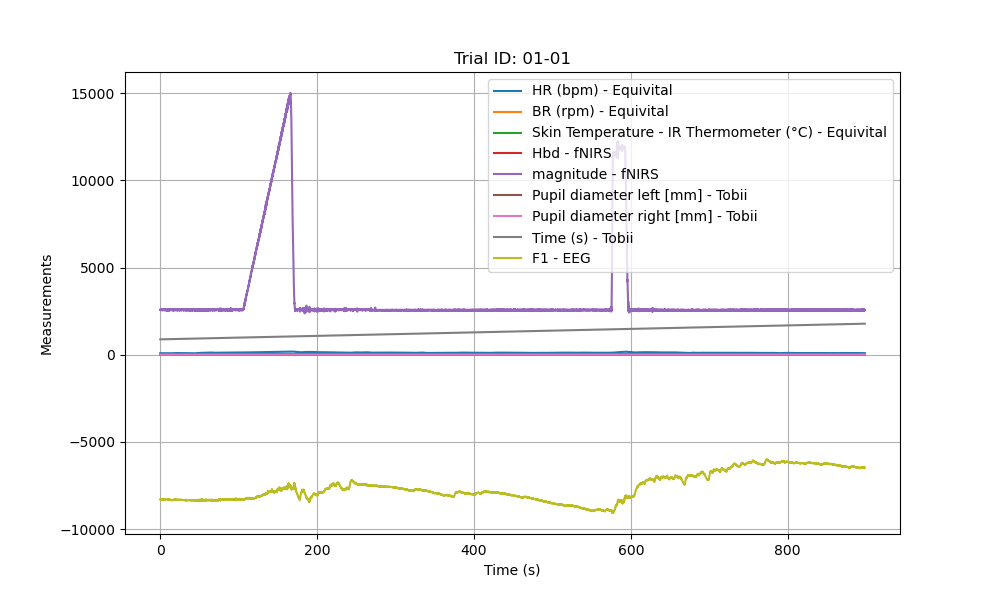 Trial ID: 01-01
HR (bpm) - Equivital
BR (rpm) - Equivital
Skin Temperature - IR Thermometer (°C) - Equivital
Hbd - fNIRS
magnitude - fNIRS
Pupil diameter left [mm] - Tobii
Pupil diameter right [mm] - Tobii
Time (s) - Tobii
F1 - EEG
Measurements
15000
10000
5000
0
−5000
−10000
0 200 400 600 800
Time (s)